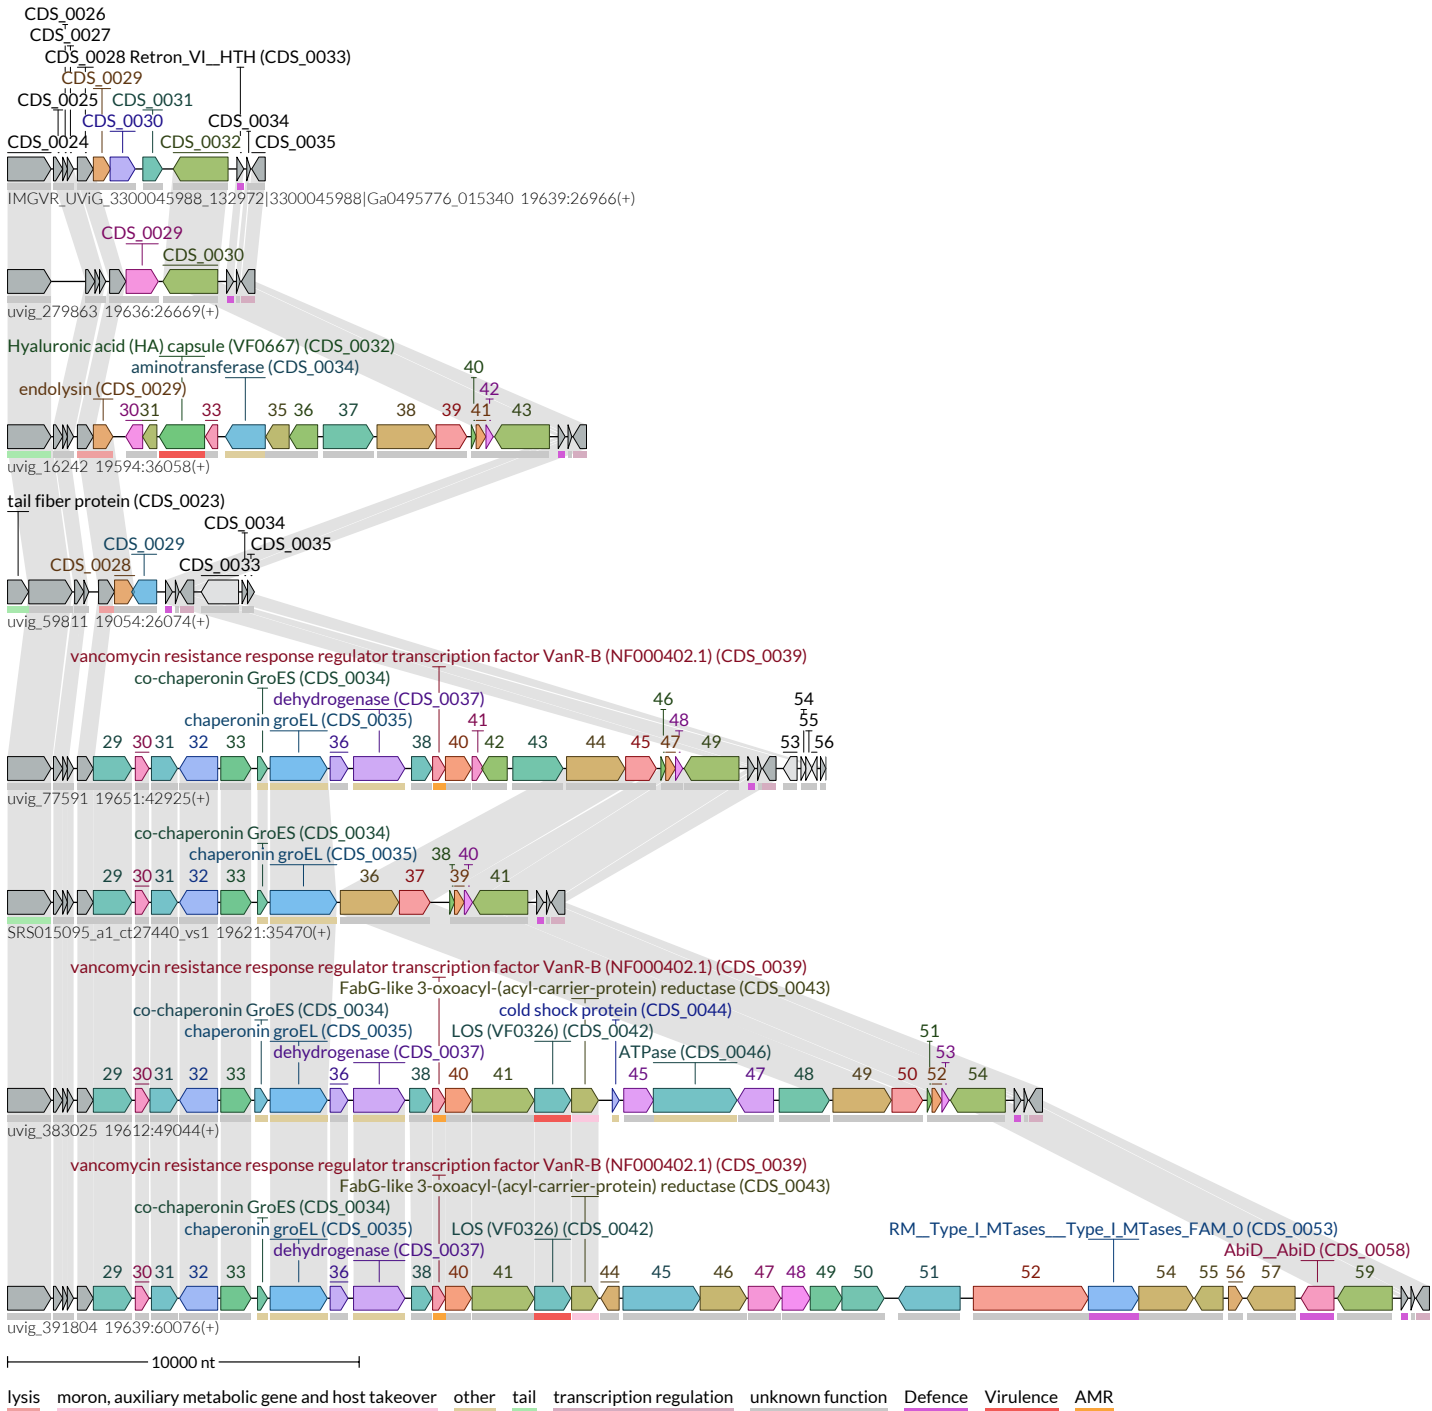 CDS_0026
CDS_0027
CDS_0028 Retron_VI__HTH (CDS_0033)
CDS_0029
CDS_0025 CDS_0031
CDS_0030 CDS_0034
CDS_0024 CDS_0032 CDS_0035
IMGVR_UViG_3300045988_132972|3300045988|Ga0495776_015340 19639:26966(+)
CDS_0029
CDS_0030
uvig_279863 19636:26669(+)
Hyaluronic acid (HA) capsule (VF0667) (CDS_0032)
aminotransferase (CDS_0034) 40
endolysin (CDS_0029) 42
30 31 33 35 36 37 38 39 41 43
uvig_16242 19594:36058(+)
tail fiber protein (CDS_0023)
CDS_0034
CDS_0029 CDS_0035
CDS_0028 CDS_0033
uvig_59811 19054:26074(+)
vancomycin resistance response regulator transcription factor VanR-B (NF000402.1) (CDS_0039)
co-chaperonin GroES (CDS_0034)
dehydrogenase (CDS_0037) 46 54
chaperonin groEL (CDS_0035) 41 48 55
29 30 31 32 33 36 38 40 42 43 44 45 47 49 53 56
uvig_77591 19651:42925(+)
co-chaperonin GroES (CDS_0034)
chaperonin groEL (CDS_0035) 38 40
29 30 31 32 33 36 37 39 41
SRS015095_a1_ct27440_vs1 19621:35470(+)
vancomycin resistance response regulator transcription factor VanR-B (NF000402.1) (CDS_0039)
FabG-like 3-oxoacyl-(acyl-carrier-protein) reductase (CDS_0043)
co-chaperonin GroES (CDS_0034) cold shock protein (CDS_0044)
chaperonin groEL (CDS_0035) LOS (VF0326) (CDS_0042) 51
dehydrogenase (CDS_0037) ATPase (CDS_0046) 53
29 30 31 32 33 36 38 40 41 45 47 48 49 50 52 54
uvig_383025 19612:49044(+)
vancomycin resistance response regulator transcription factor VanR-B (NF000402.1) (CDS_0039)
FabG-like 3-oxoacyl-(acyl-carrier-protein) reductase (CDS_0043)
co-chaperonin GroES (CDS_0034)
chaperonin groEL (CDS_0035) LOS (VF0326) (CDS_0042) RM__Type_I_MTases__Type_I_MTases_FAM_0 (CDS_0053)
dehydrogenase (CDS_0037) AbiD__AbiD (CDS_0058)
29 30 31 32 33 36 38 40 41 44 45 46 47 48 49 50 51 52 54 55 56 57 59
uvig_391804 19639:60076(+)
10000 nt
lysis moron, auxiliary metabolic gene and host takeover other tail transcription regulation unknown function Defence Virulence AMR